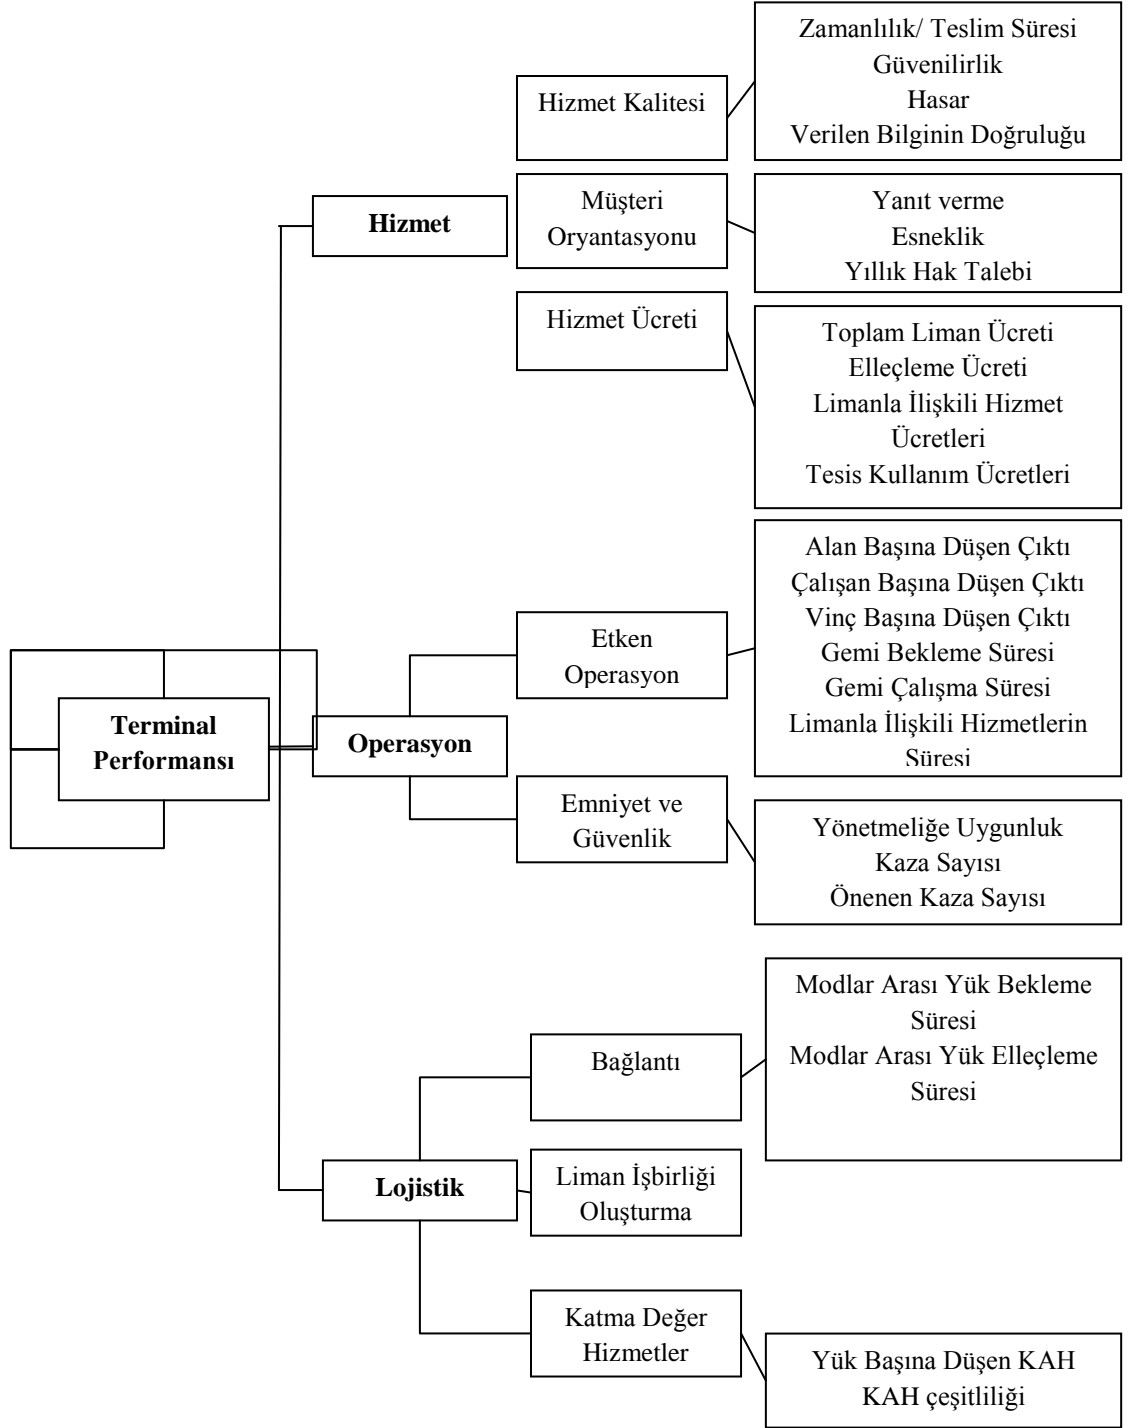 Zamanlılık/ Teslim Süresi
Güvenilirlik
Hasar
Verilen Bilginin Doğruluğu
Hizmet Kalitesi
Hizmet
Müşteri
Oryantasyonu
Yanıt verme
Esneklik
Yıllık Hak Talebi
Hizmet Ücreti
Toplam Liman Ücreti
Elleçleme Ücreti
Limanla İlişkili Hizmet
Ücretleri
Tesis Kullanım Ücretleri
Terminal
Performansı
Operasyon
Etken
Operasyon
Alan Başına Düşen Çıktı
Çalışan Başına Düşen Çıktı
Vinç Başına Düşen Çıktı
Gemi Bekleme Süresi
Gemi Çalışma Süresi
Limanla İlişkili Hizmetlerin
Süresi
Emniyet ve
Güvenlik
Yönetmeliğe Uygunluk
Kaza Sayısı
Önenen Kaza Sayısı
Lojistik
Bağlantı
Modlar Arası Yük Bekleme
Süresi
Modlar Arası Yük Elleçleme
Süresi
Liman İşbirliği
Oluşturma
Katma Değer
Hizmetler
Yük Başına Düşen KAH
KAH çeşitliliği